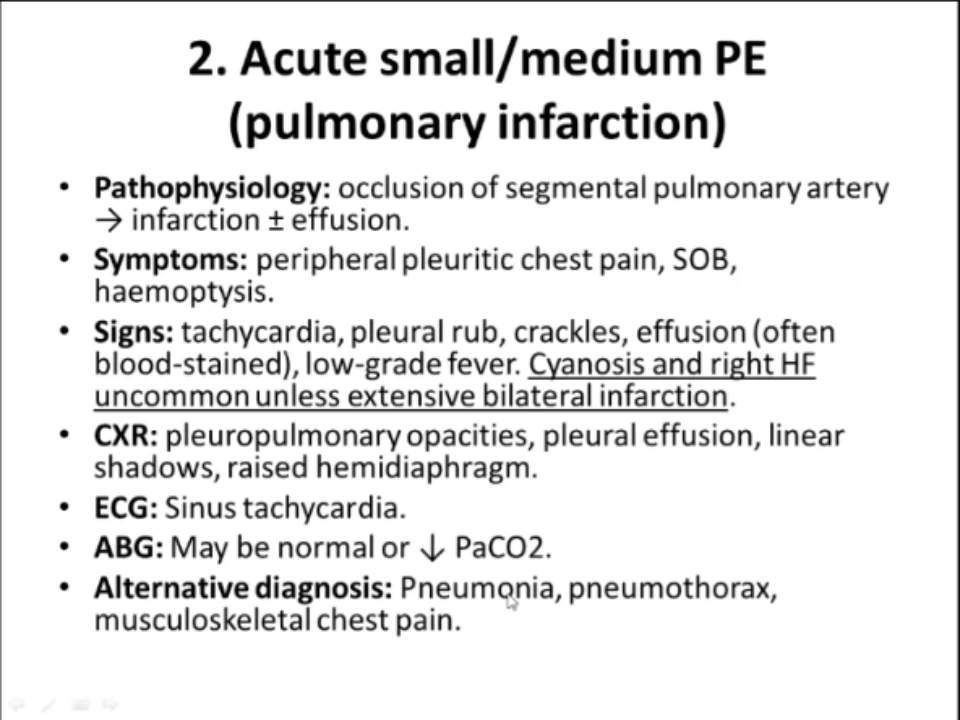 2. Acute small/medium PE
(pulmonary infarction)
• Pathophysiology: occlusion of segmental pulmonary artery
→ infarction ± effusion.
• Symptoms: peripheral pleuritic chest pain, SOB,
haemoptysis.
• Signs: tachycardia, pleural rub, crackles, effusion (often
blood-stained), low-grade fever. Cyanosis and right HF
uncommon unless extensive bilateral infarction.
• CXR: pleuropulmonary opacities, pleural effusion, linear
shadows, raised hemidiaphragm.
• ECG: Sinus tachycardia.
• ABG: May be normal or ↓ PaCO2.
• Alternative diagnosis: Pneumonia, pneumothorax,
musculoskeletal chest pain.